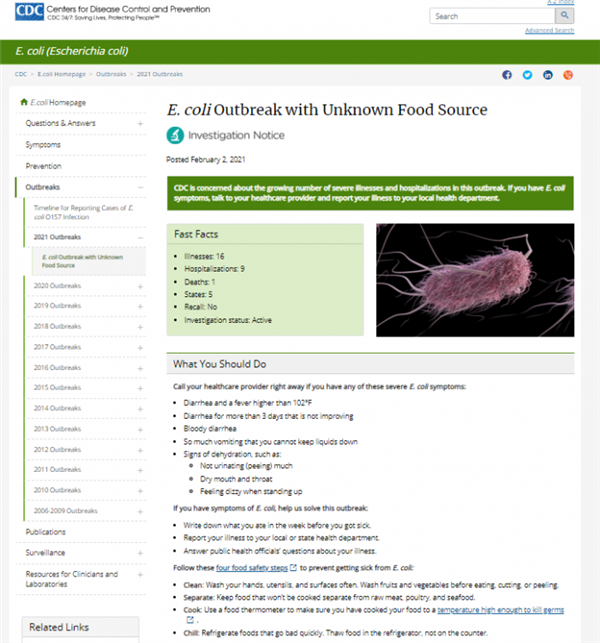 A-Z Index
CDC Centers for Disease Control and Prevention
CDC 24/7: Saving Lives, Protecting People™
Search
Advanced Search
E. coli (Escherichia coli)
CDC > E.coli Homepage > Outbreaks > 2021 Outbreaks
E.coli Homepage
Questions & Answers +
Symptoms
Prevention
Outbreaks –
Timeline for Reporting Cases of E.
coli O157 Infection
2021 Outbreaks –
E. coli Outbreak with Unknown
Food Source
2020 Outbreaks +
2019 Outbreaks +
2018 Outbreaks +
2017 Outbreaks +
2016 Outbreaks +
2015 Outbreaks +
2014 Outbreaks +
2013 Outbreaks +
2012 Outbreaks +
2011 Outbreaks +
2010 Outbreaks +
2006-2009 Outbreaks +
Publications
Surveillance +
Resources for Clinicians and +
Laboratories
Related Links
E. coli Outbreak with Unknown Food Source
Investigation Notice
Posted February 2, 2021
CDC is concerned about the growing number of severe illnesses and hospitalizations in this outbreak. If you have E. coli
symptoms, talk to your healthcare provider and report your illness to your local health department.
Fast Facts
• Illnesses: 16
• Hospitalizations: 9
• Deaths: 1
• States: 5
• Recall: No
• Investigation status: Active
What You Should Do
Call your healthcare provider right away if you have any of these severe E. coli symptoms:
• Diarrhea and a fever higher than 102°F
• Diarrhea for more than 3 days that is not improving
• Bloody diarrhea
• So much vomiting that you cannot keep liquids down
• Signs of dehydration, such as:
○ Not urinating (peeing) much
○ Dry mouth and throat
○ Feeling dizzy when standing up
If you have symptoms of E. coli, help us solve this outbreak:
• Write down what you ate in the week before you got sick.
• Report your illness to your local or state health department.
• Answer public health officials' questions about your illness.
Follow these four food safety steps to prevent getting sick from E. coli:
• Clean: Wash your hands, utensils, and surfaces often. Wash fruits and vegetables before eating, cutting, or peeling.
• Separate: Keep food that won't be cooked separate from raw meat, poultry, and seafood.
• Cook: Use a food thermometer to make sure you have cooked your food to a temperature high enough to kill germs
.
• Chill: Refrigerate foods that go bad quickly. Thaw food in the refrigerator, not on the counter.